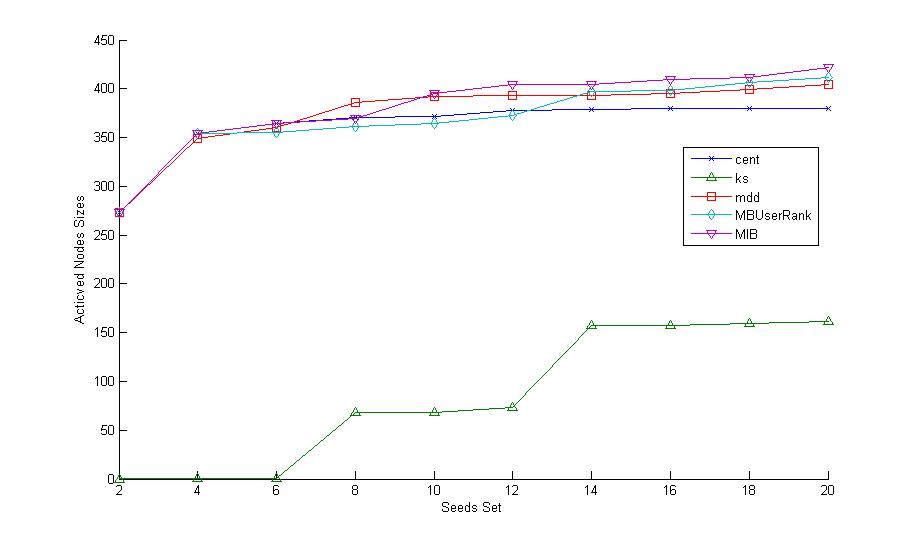 450
400
350
300
250
200
150
100
50
0
Acticved Nodes Sizes
cent
ks
mdd
MBUserRank
MIB
2 4 6 8 10 12 14 16 18 20
Seeds Set